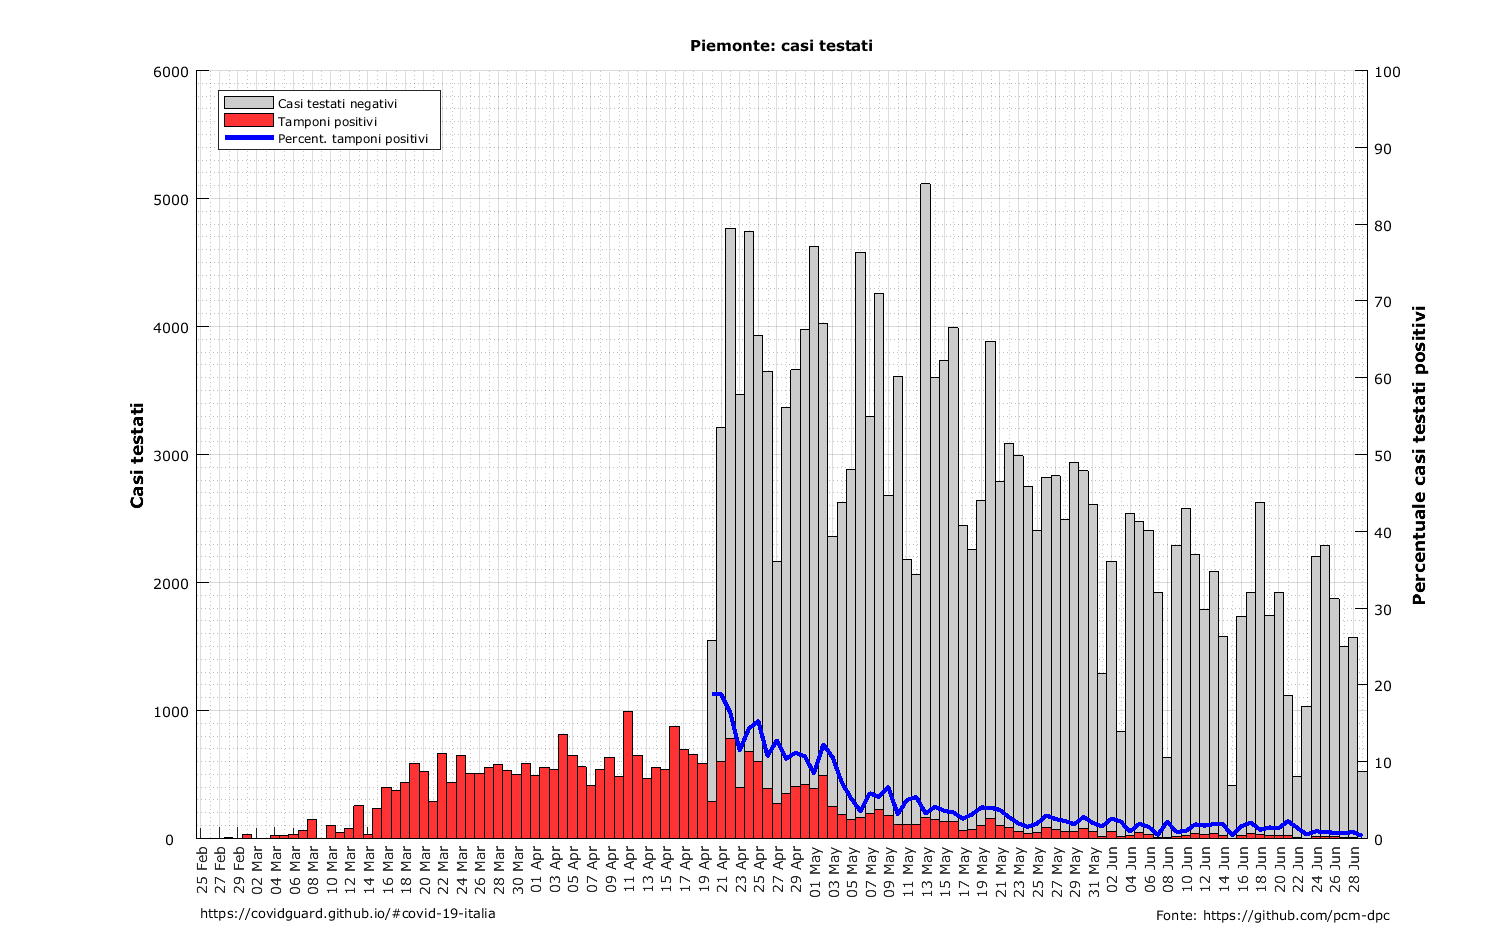 Piemonte: casi testati
6000
5000
4000
3000
2000
1000
0
Casi testati
Casi testati negativi
Tamponi positivi
Percent. tamponi positivi
100
90
80
70
60
50
40
30
20
10
0
Percentuale casi testati positivi
25 Feb
27 Feb
29 Feb
02 Mar
04 Mar
06 Mar
08 Mar
10 Mar
12 Mar
14 Mar
16 Mar
18 Mar
20 Mar
22 Mar
24 Mar
26 Mar
28 Mar
30 Mar
01 Apr
03 Apr
05 Apr
07 Apr
09 Apr
11 Apr
13 Apr
15 Apr
17 Apr
19 Apr
21 Apr
23 Apr
25 Apr
27 Apr
29 Apr
01 May
03 May
05 May
07 May
09 May
11 May
13 May
15 May
17 May
19 May
21 May
23 May
25 May
27 May
29 May
31 May
02 Jun
04 Jun
06 Jun
08 Jun
10 Jun
12 Jun
14 Jun
16 Jun
18 Jun
20 Jun
22 Jun
24 Jun
26 Jun
28 Jun
https://covidguard.github.io/#covid-19-italia
Fonte: https://github.com/pcm-dpc